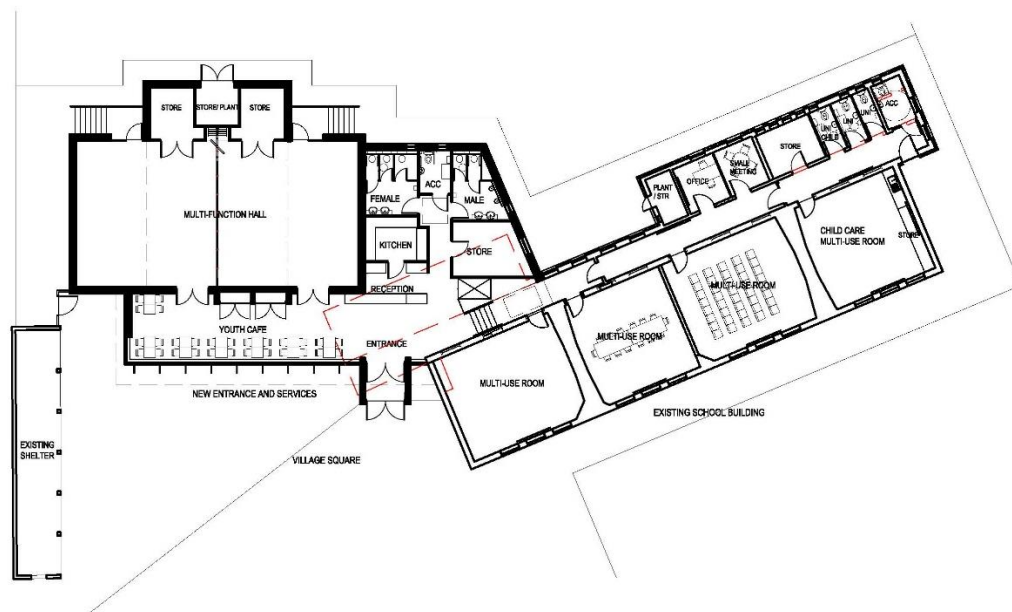 STORE
STORE/ PLANT
STORE
MULTI-FUNCTION HALL
FEMALE
ACC
MALE
KITCHEN
STORE
RECEPTION
YOUTH CAFE
ENTRANCE
NEW ENTRANCE AND SERVICES
EXISTING
SHELTER
VILLAGE SQUARE
PLANT
/ STR
OFFICE
SMALL
MEETING
STORE
UNI
CHILD
UNI
UNI
ACC
CHILD CARE
MULTI-USE ROOM
STORE
MULTI-USE ROOM
MULTI-USE ROOM
MULTI-USE ROOM
EXISTING SCHOOL BUILDING